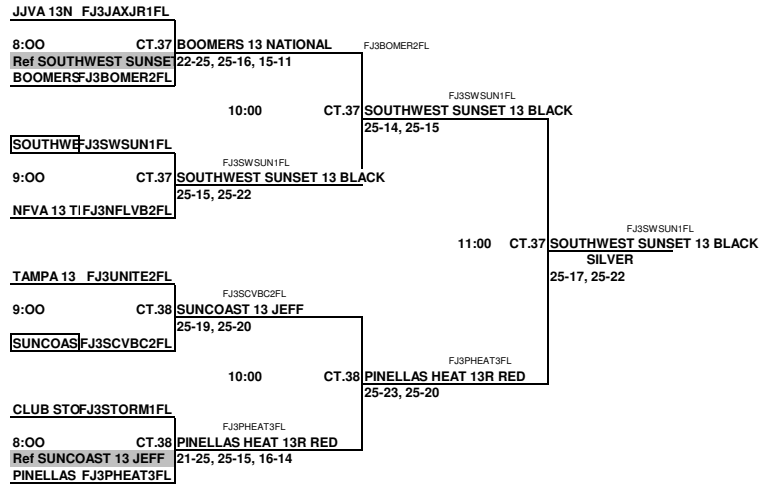 JJVA 13N FJ3JAXJR1FL
8:OO CT.37 BOOMERS 13 NATIONAL FJ3BOMER2FL
Ref SOUTHWEST SUNSET 22-25, 25-16, 15-11
BOOMERS FJ3BOMER2FL
FJ3SWSUN1FL
10:00 CT.37 SOUTHWEST SUNSET 13 BLACK
25-14, 25-15
SOUTHWE FJ3SWSUN1FL
FJ3SWSUN1FL
9:OO CT.37 SOUTHWEST SUNSET 13 BLACK
25-15, 25-22
NFVA 13 TI FJ3NFLVB2FL
FJ3SWSUN1FL
11:00 CT.37 SOUTHWEST SUNSET 13 BLACK
SILVER
25-17, 25-22
TAMPA 13 FJ3UNITE2FL
FJ3SCVBC2FL
9:OO CT.38 SUNCOAST 13 JEFF
25-19, 25-20
SUNCOAS FJ3SCVBC2FL
FJ3PHEAT3FL
10:00 CT.38 PINELLAS HEAT 13R RED
25-23, 25-20
CLUB STO FJ3STORM1FL
FJ3PHEAT3FL
8:OO CT.38 PINELLAS HEAT 13R RED
Ref SUNCOAST 13 JEFF 21-25, 25-15, 16-14
PINELLAS FJ3PHEAT3FL